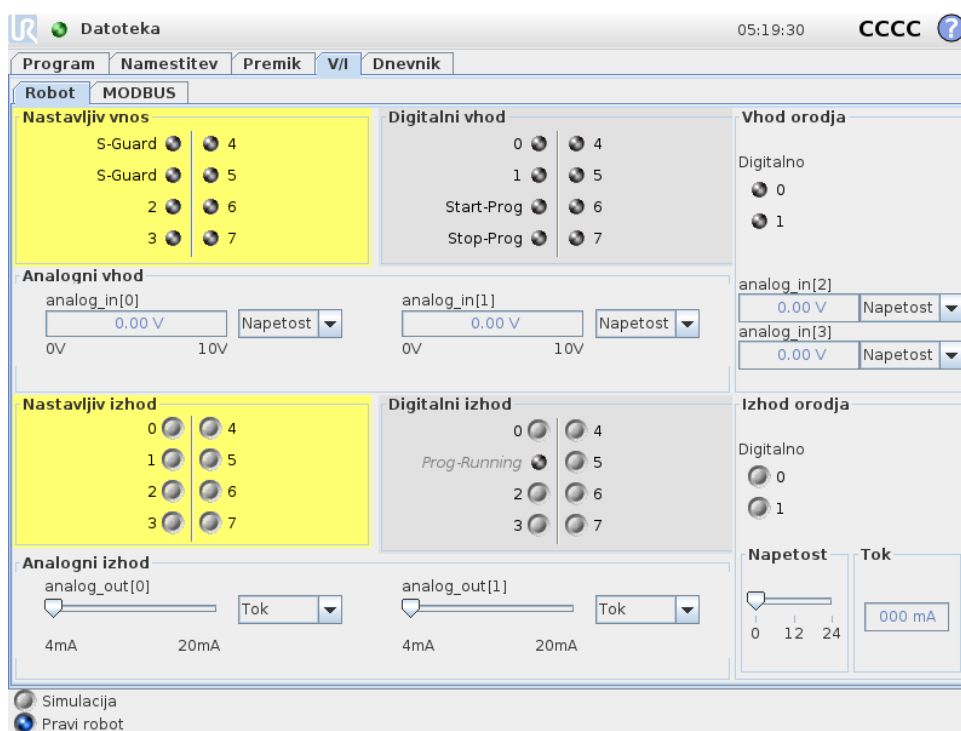 UR Datoteka 05:19:30 CCCC ?
Program Namestitev Premik V/I Dnevnik
Robot MODBUS
Nastavljiv vnos
S-Guard 4
S-Guard 5
2 6
3 7
Digitalni vhod
0 4
1 5
Start-Prog 6
Stop-Prog 7
Vhod orodja
Digitalno
0
1
analog_in[2]
0.00 V Napetost
analog_in[3]
0.00 V Napetost
Analogni vhod
analog_in[0]
0.00 V Napetost
0V 10V
analog_in[1]
0.00 V Napetost
0V 10V
Nastavljiv izhod
0 4
1 5
2 6
3 7
Digitalni izhod
0 4
Prog-Running 5
2 6
3 7
Izhod orodja
Digitalno
0
1
Napetost
0 12 24
Tok
000 mA
Analogni izhod
analog_out[0]
Tok
4mA 20mA
analog_out[1]
Tok
4mA 20mA
Simulacija
Pravi robot